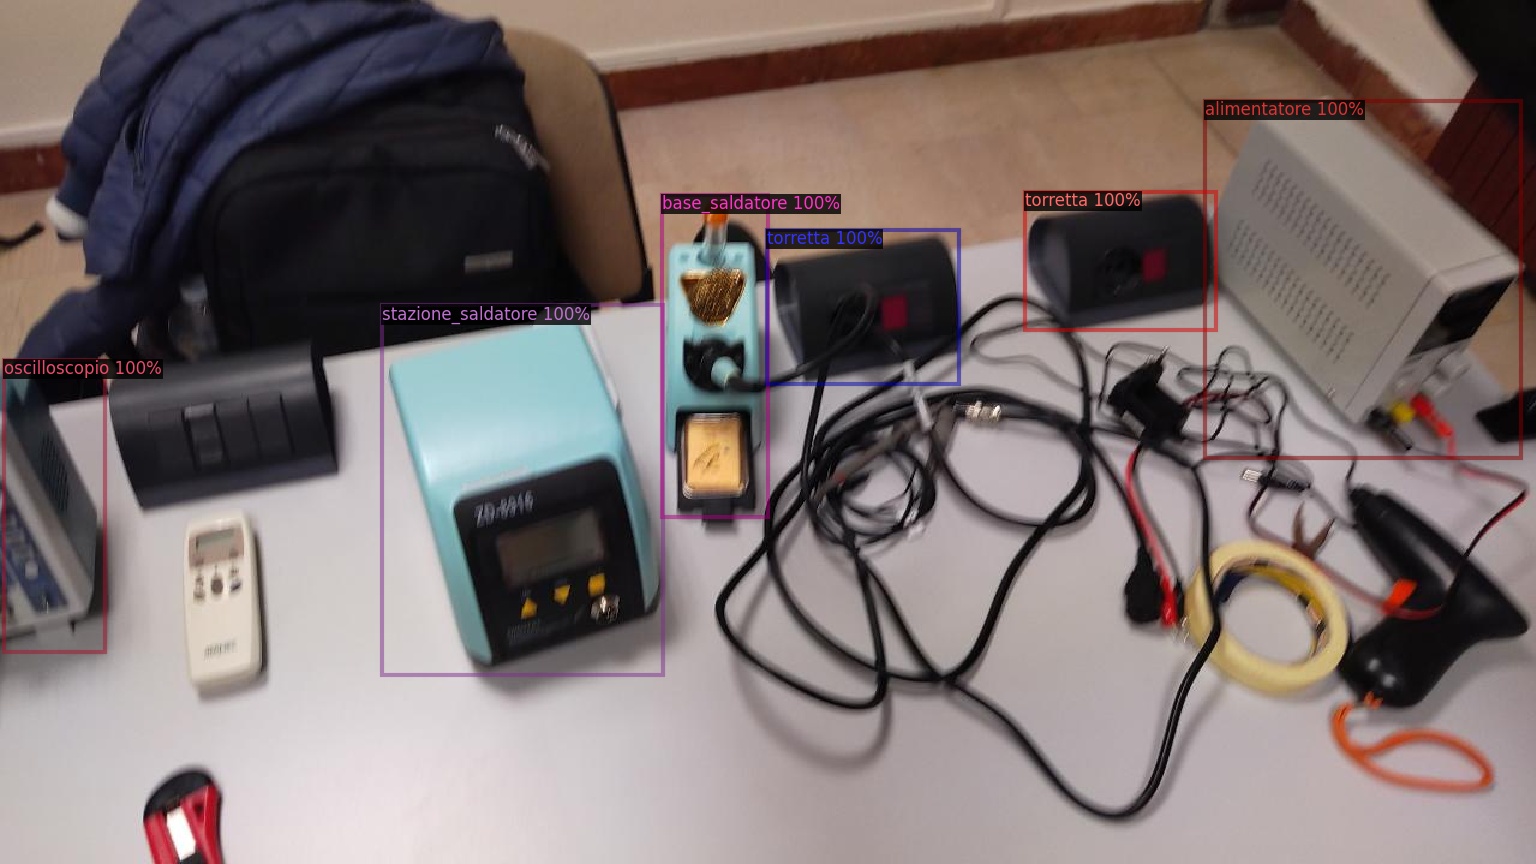 alimentatore 100%
torretta 100%
base_saldatore 100%
torretta 100%
stazione_saldatore 100%
oscilloscopio 100%
ZD-8916